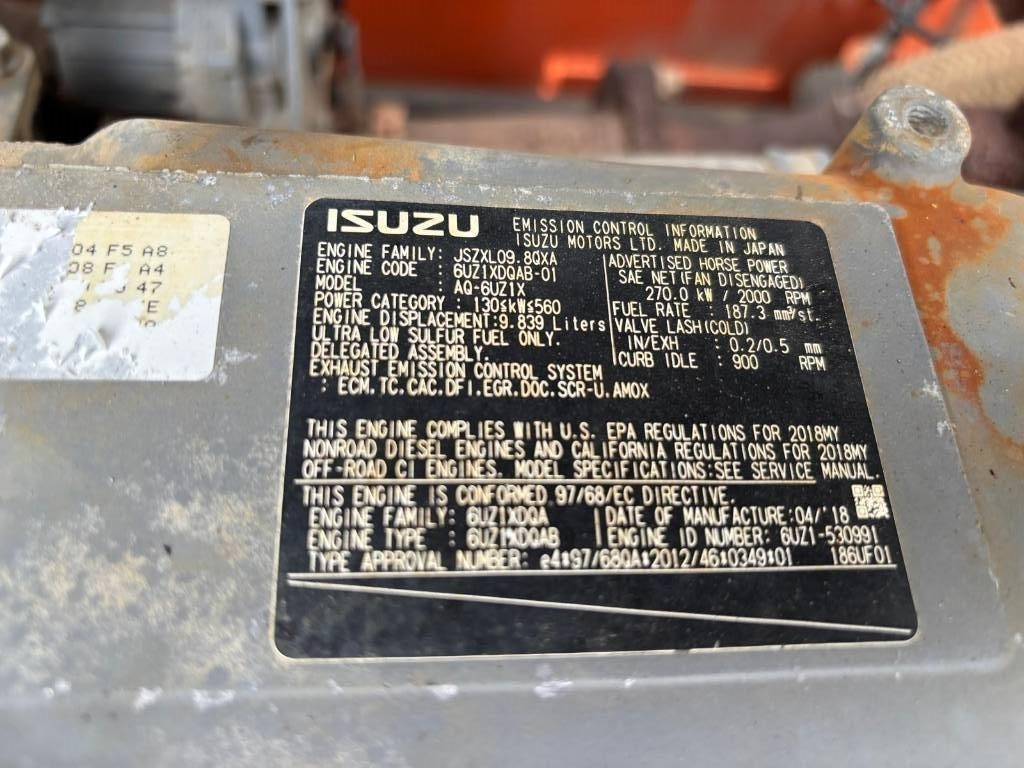 04 F5 A8
08 F A4
47
8 E
ISUZU
EMISSION CONTROL INFORMATION
ISUZU MOTORS LTD. MADE IN JAPAN
ENGINE FAMILY: JSZXL09.8QXA
ENGINE CODE : 6UZ1XDQAB-01
MODEL : AQ-6UZ1X
POWER CATEGORY : 130≤kW≤560
ENGINE DISPLACEMENT:9.839 Liters
ULTRA LOW SULFUR FUEL ONLY.
DELEGATED ASSEMBLY.
EXHAUST EMISSION CONTROL SYSTEM
: ECM.TC.CAC.DFI.EGR.DOC.SCR-U.AMOX
ADVERTISED HORSE POWER
SAE NET(IFAN DISENGAGED)
270.0 kW / 2000 RPM
FUEL RATE : 187.3 mm³/st.
VALVE LASH(COLD)
IN/EXH : 0.2/0.5 mm
CURB IDLE : 900 RPM
THIS ENGINE COMPLIES WITH U.S. EPA REGULATIONS FOR 2018MY
NONROAD DIESEL ENGINES AND CALIFORNIA REGULATIONS FOR 2018MY
OFF-ROAD CI ENGINES. MODEL SPECIFICATIONS:SEE SERVICE MANUAL.
THIS ENGINE IS CONFORMED 97/68/EC DIRECTIVE.
ENGINE FAMILY: 6UZ1XDQA
ENGINE TYPE : 6UZ1XDQAB
DATE OF MANUFACTURE:04/'18
ENGINE ID NUMBER: 6UZ1-530991
TYPE APPROVAL NUMBER: e4*97/68QA*2012/46*0349*01 186UF01